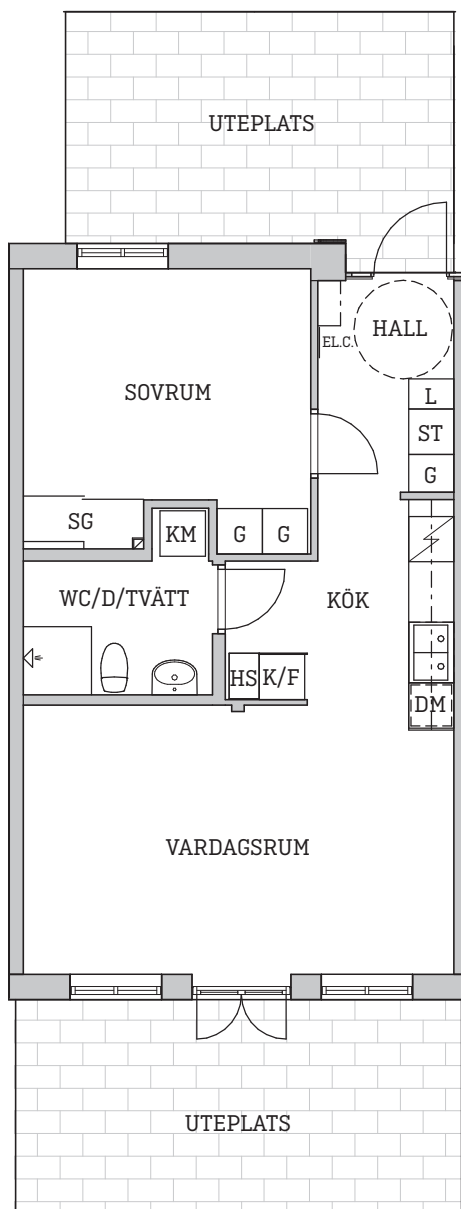 UTEPLATS
HALL
EL.C.
L
SOVRUM
ST
G
SG
KM
G
G
WC/D/TVÄTT
KÖK
HS
K/F
DM
VARDAGSRUM
UTEPLATS